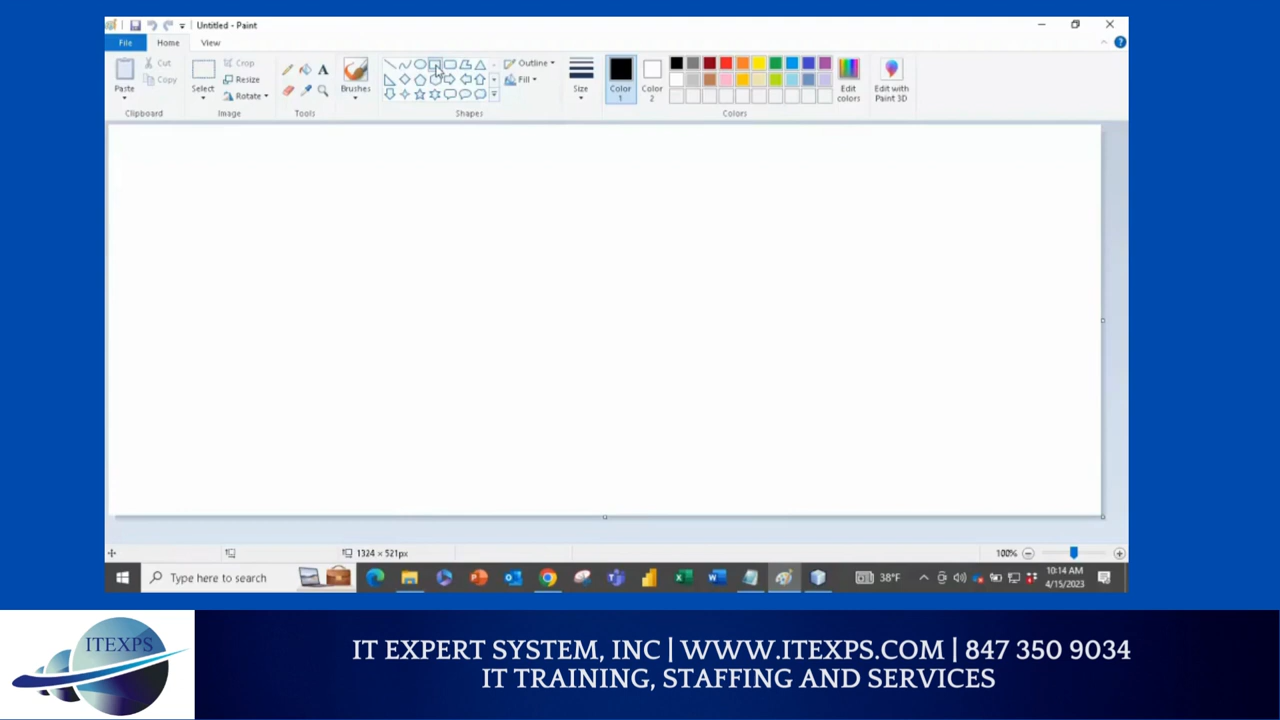 Untitled - Paint
File Home View
Paste
Cut
Copy
Clipboard
Select
Crop
Resize
Rotate
Image
A
Tools
Brushes
Shapes
Outline
Fill
Size
Color 1
Color 2
Colors
Edit colors
Edit with Paint 3D
1324 × 521px
100%
Type here to search
38°F
10:14 AM
4/15/2023
ITEXPS
IT EXPERT SYSTEM, INC | WWW.ITEXPS.COM | 847 350 9034
IT TRAINING, STAFFING AND SERVICES